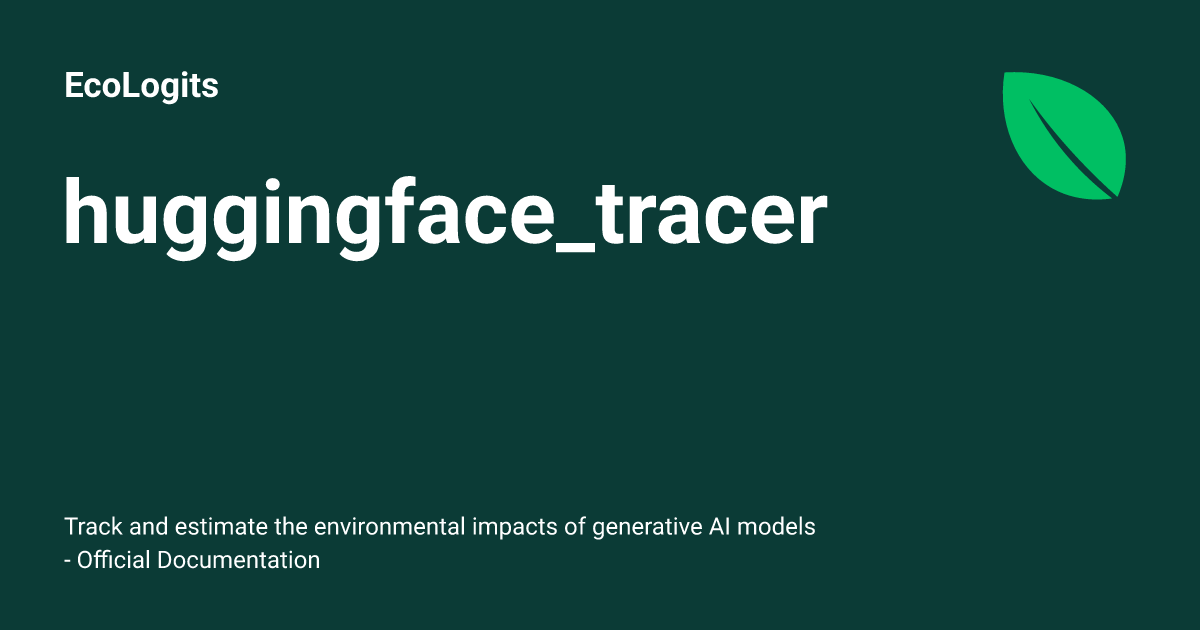 EcoLogits
huggingface_tracer
Track and estimate the environmental impacts of generative AI models
- Official Documentation